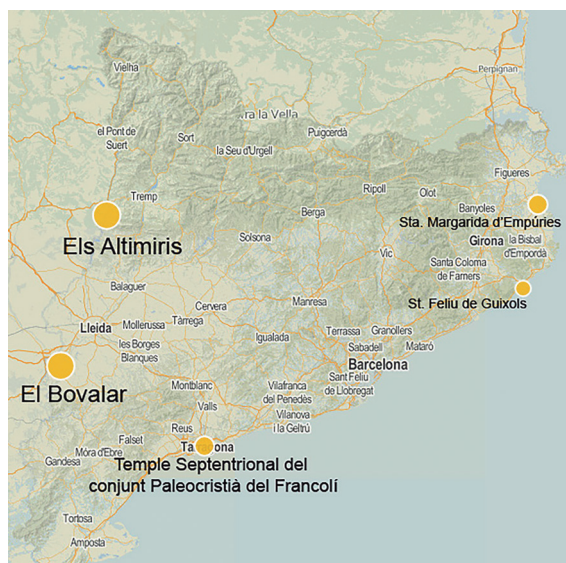 Vielha
Perpignan
rra la Vella
Puigcerdà
el Pont de
Suert
Sort
la Seu d'Urgell
Figueres
Tremp
Ripoll
Olot
Banyoles
Berga
Sta. Margarida d'Empúries
Els Altimiris
Solsona
Girona
la Bisbal
d'Empordà
Vic
Santa Coloma
de Farners
Balaguer
Manresa
St. Feliu de Guixols
Cervera
Lleida
Mollerussa
Tàrrega
Igualada
Terrassa
Granollers
les Borges
Blanques
Sabadell
Mataró
Barcelona
El Bovalar
Montblanc
Vilafranca
del Penedès
Sant Feliu
de Llobregat
Valls
Vilanova
i la Geltrú
Reus
Falset
Tarragona
Móra d'Ebre
Gandesa
Temple Septentrional del
conjunt Paleocristià del Francolí
Tortosa
Amposta